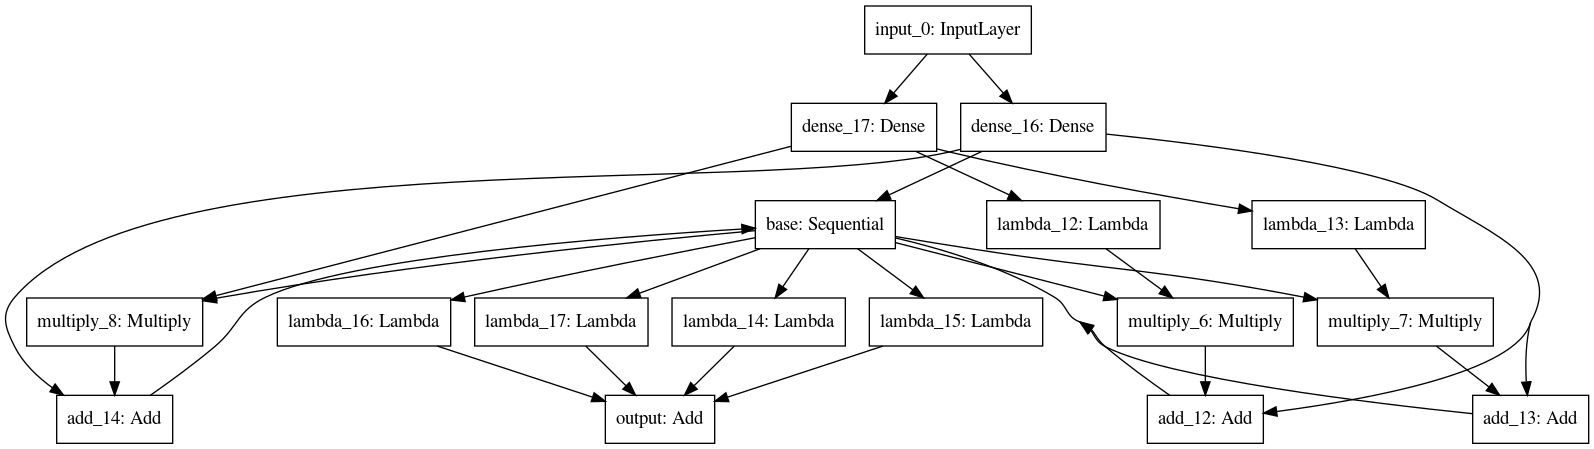 input_0: InputLayer
dense_17: Dense
dense_16: Dense
base: Sequential
lambda_12: Lambda
lambda_13: Lambda
multiply_8: Multiply
lambda_16: Lambda
lambda_17: Lambda
lambda_14: Lambda
lambda_15: Lambda
multiply_6: Multiply
multiply_7: Multiply
add_14: Add
output: Add
add_12: Add
add_13: Add